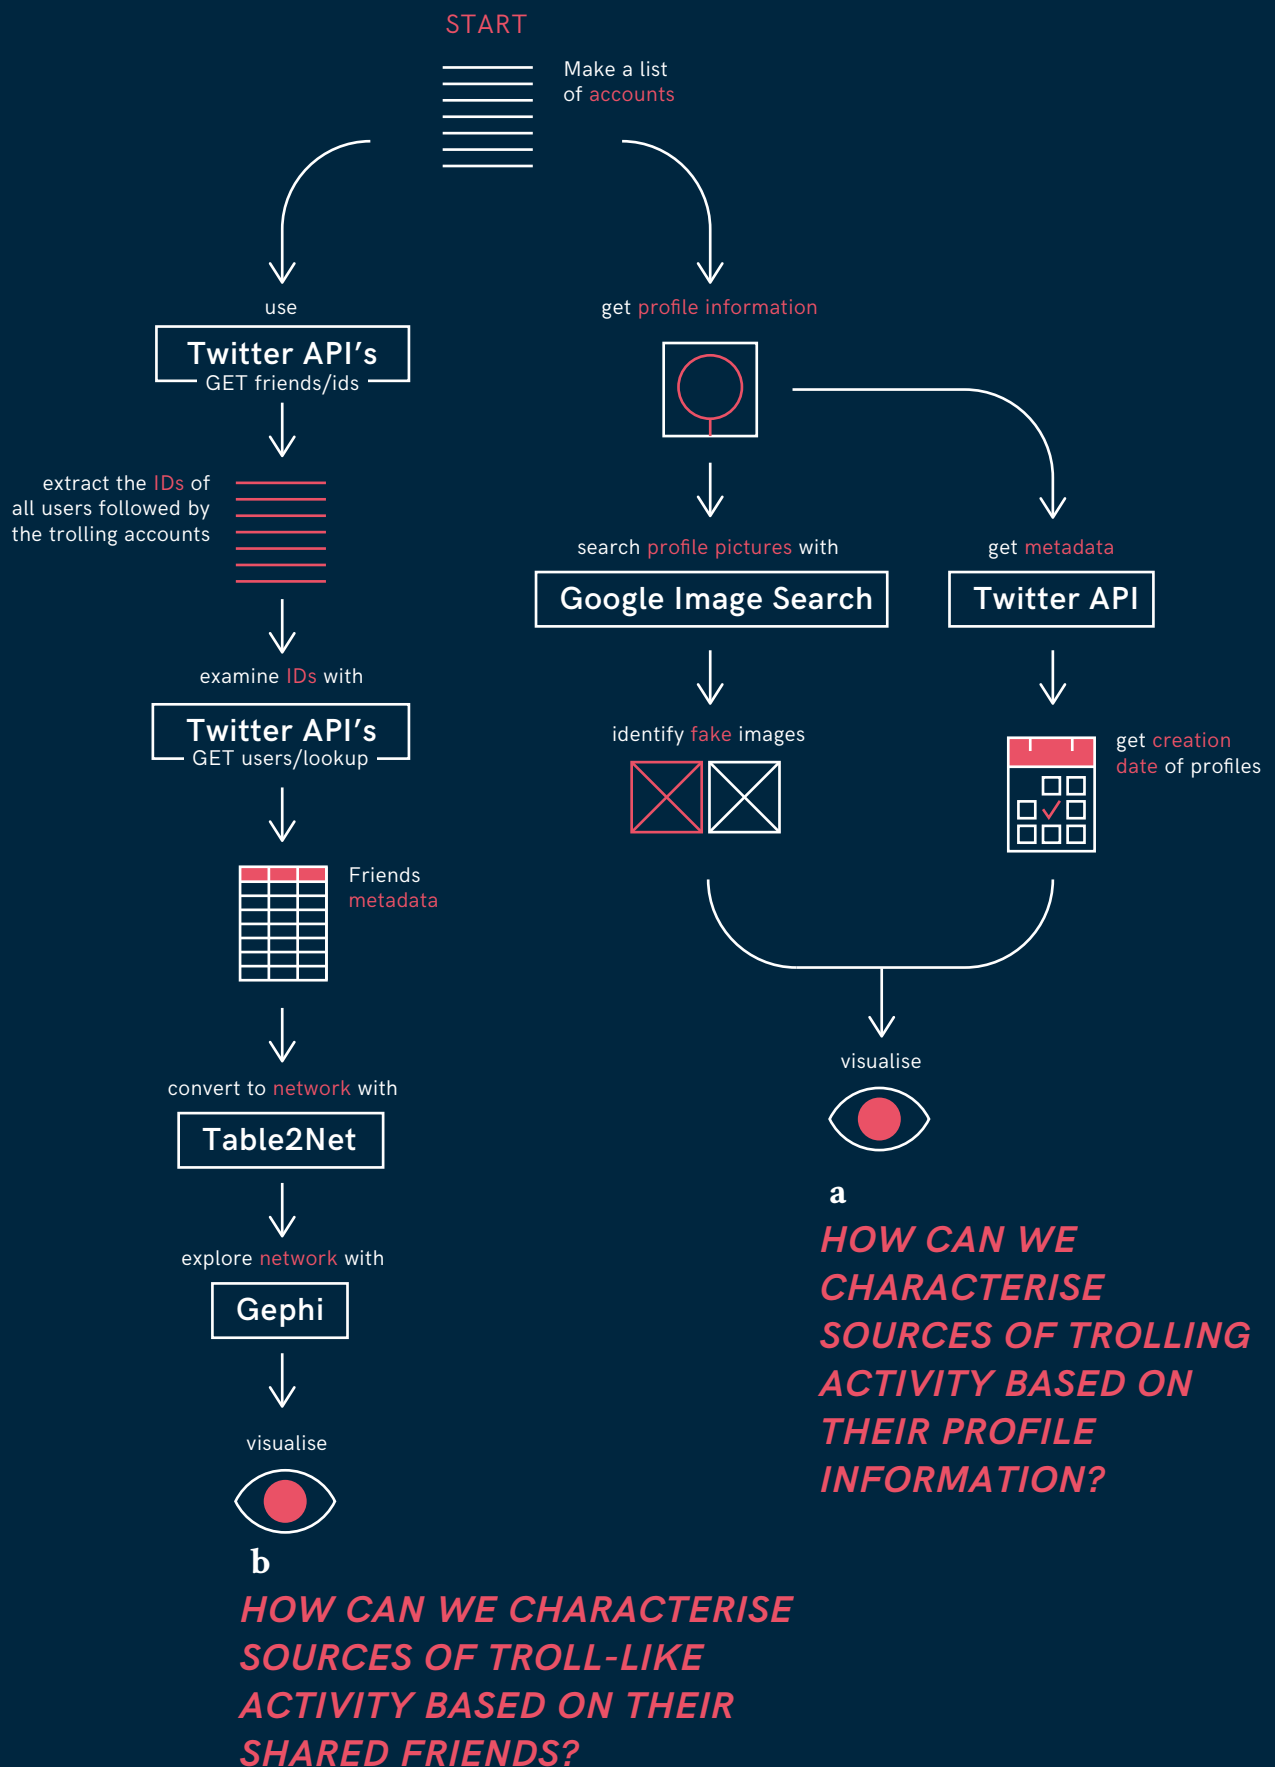 START
Make a list
of accounts
use
Twitter API's
GET friends/ids
extract the IDs of
all users followed by
the trolling accounts
examine IDs with
Twitter API's
GET users/lookup
Friends
metadata
convert to network with
Table2Net
explore network with
Gephi
visualise
b
HOW CAN WE CHARACTERISE
SOURCES OF TROLL-LIKE
ACTIVITY BASED ON THEIR
SHARED FRIENDS?
get profile information
search profile pictures with
Google Image Search
identify fake images
get metadata
Twitter API
get creation
date of profiles
visualise
a
HOW CAN WE
CHARACTERISE
SOURCES OF TROLLING
ACTIVITY BASED ON
THEIR PROFILE
INFORMATION?